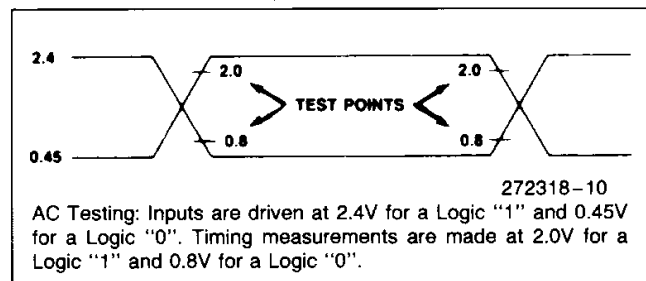 2.4
2.0 2.0
TEST POINTS
0.8 0.8
0.45
272318–10
AC Testing: Inputs are driven at 2.4V for a Logic "1" and 0.45V
for a Logic "0". Timing measurements are made at 2.0V for a
Logic "1" and 0.8V for a Logic "0".